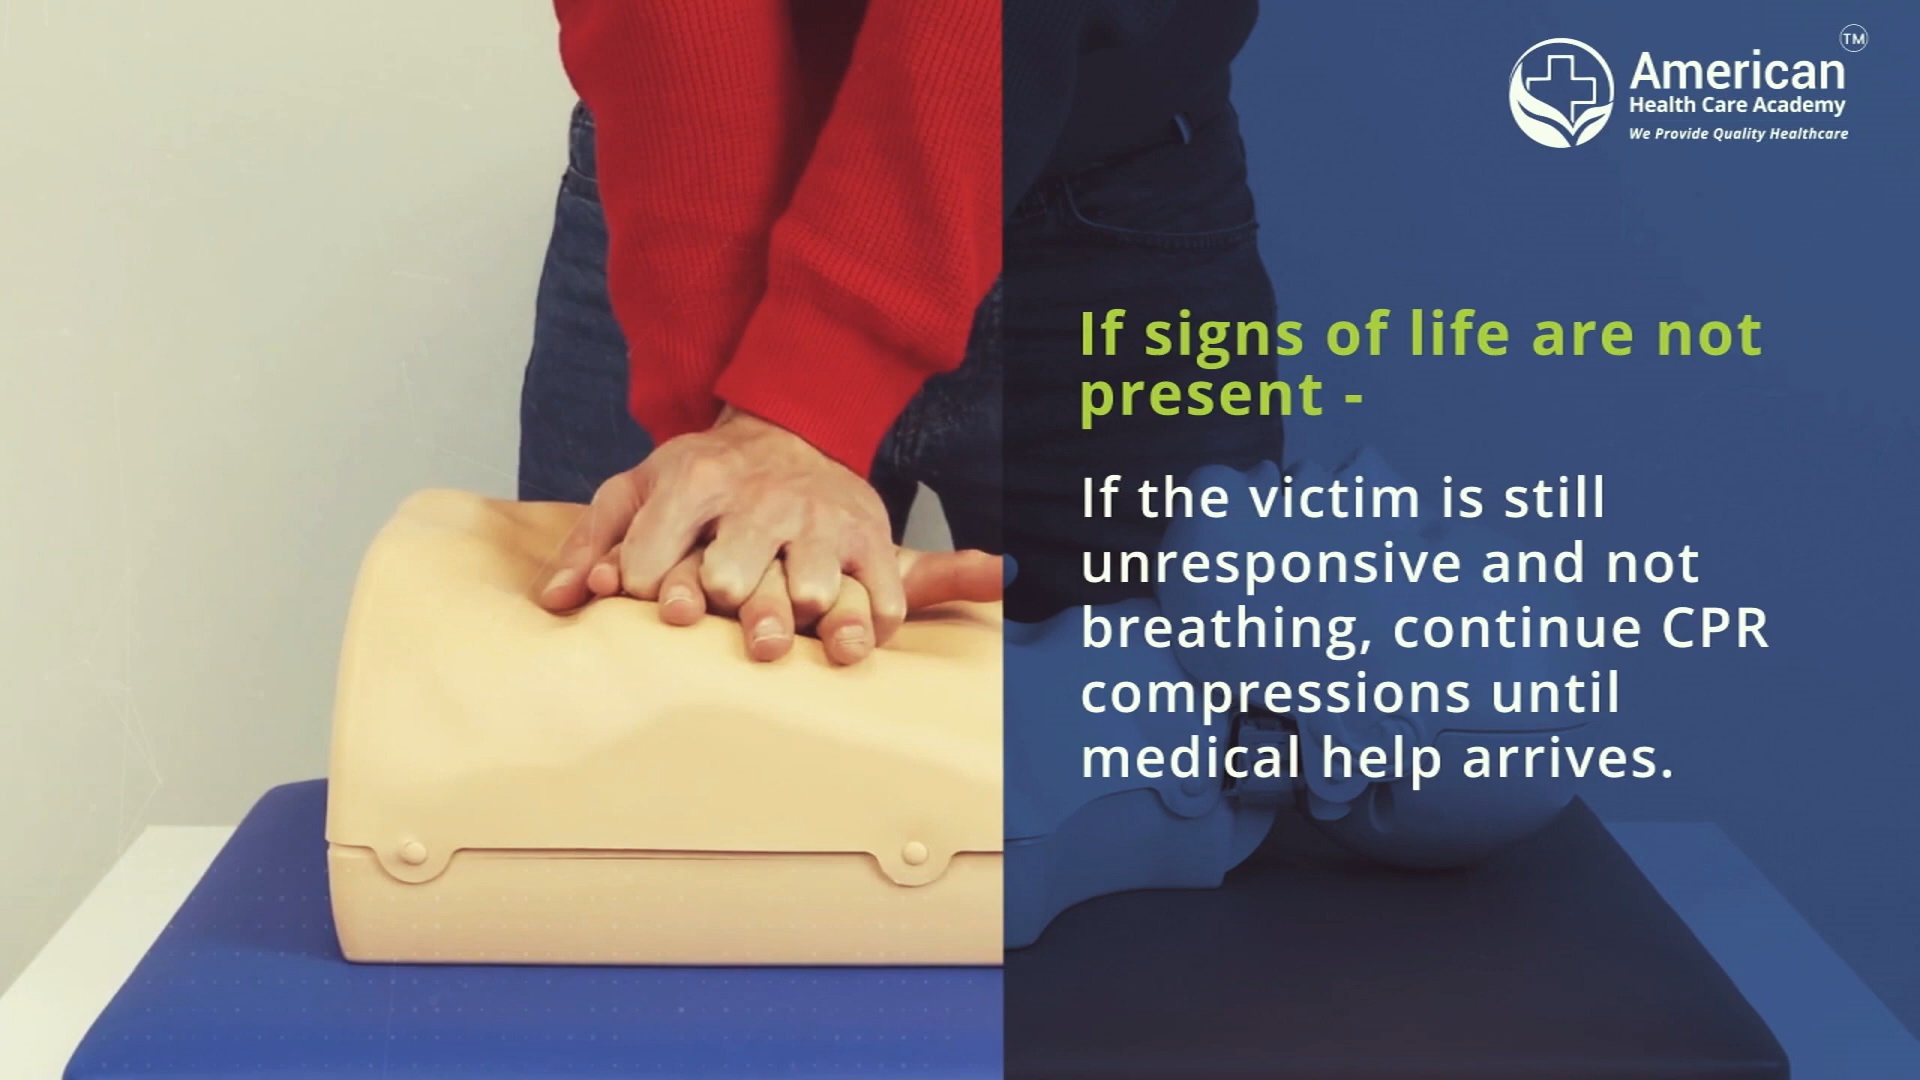 American
TM
Health Care Academy
We Provide Quality Healthcare
If signs of life are not
present -
If the victim is still
unresponsive and not
breathing, continue CPR
compressions until
medical help arrives.